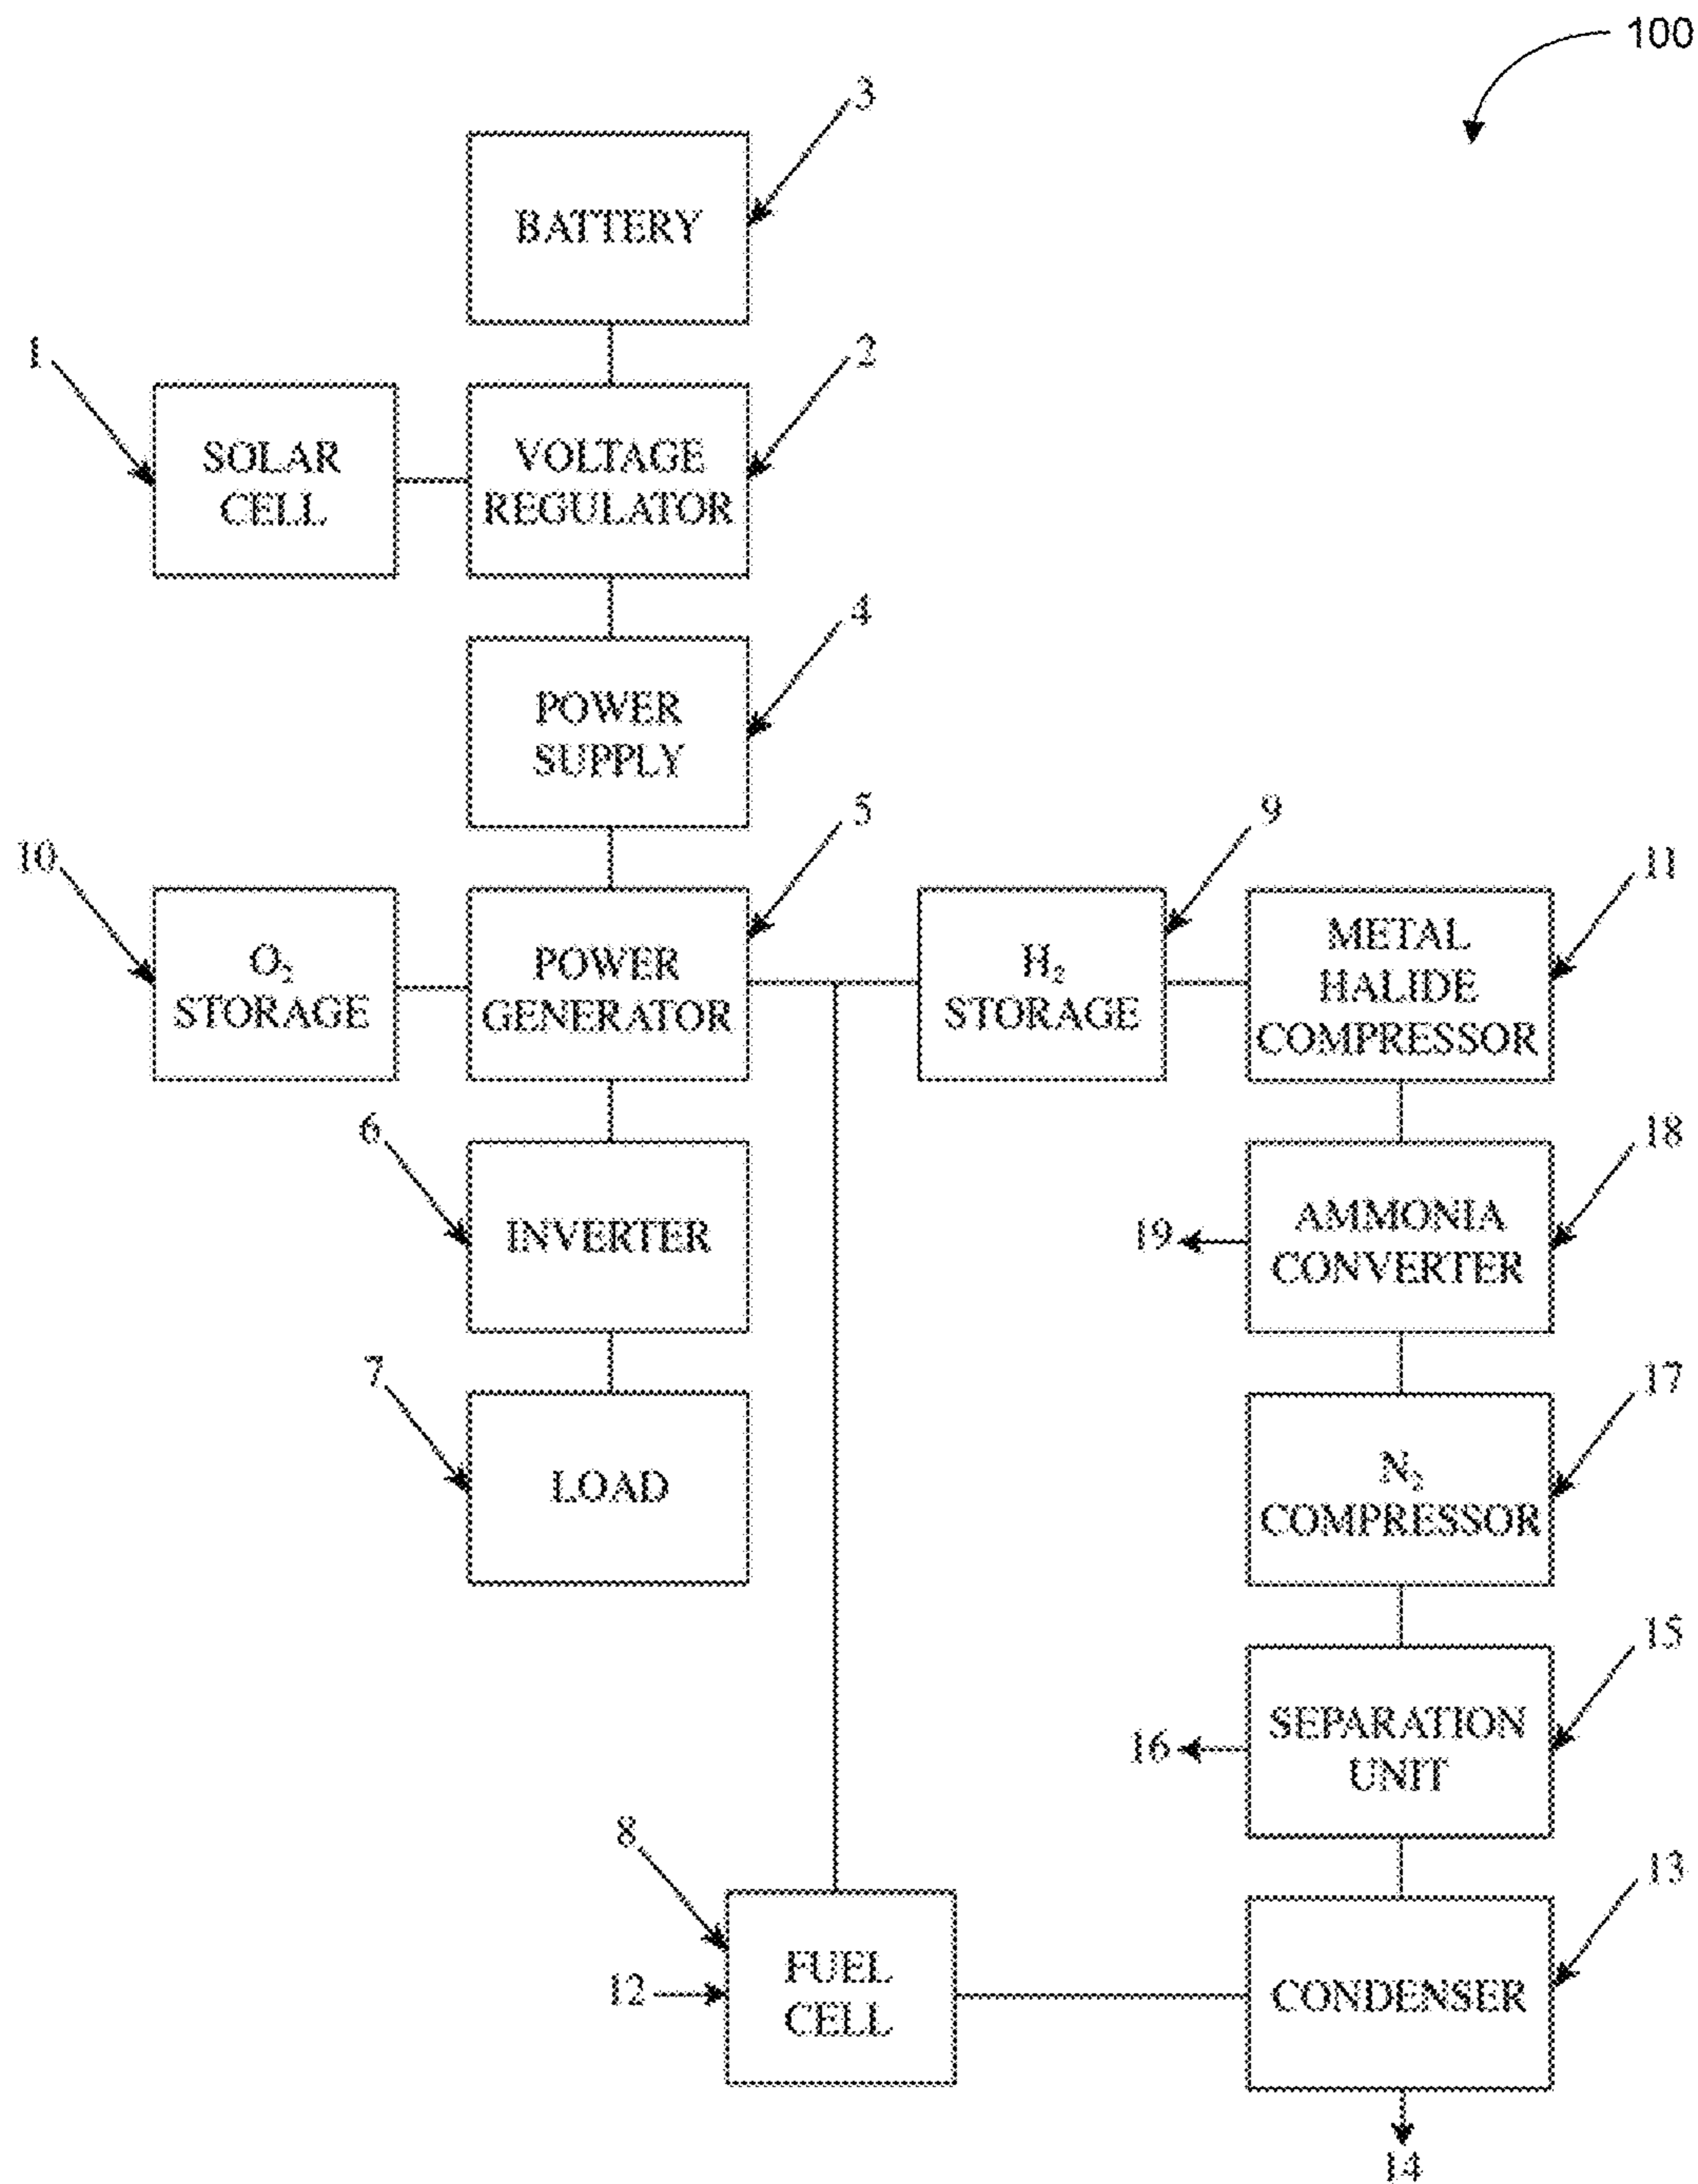 100
3
BATTERY
1
2
SOLAR
CELL
VOLTAGE
REGULATOR
4
POWER
SUPPLY
10
5
9
11
O₂
STORAGE
POWER
GENERATOR
H₂
STORAGE
METAL
HALIDE
COMPRESSOR
6
18
INVERTER
19
AMMONIA
CONVERTER
7
17
LOAD
N₂
COMPRESSOR
15
16
SEPARATION
UNIT
8
13
12
FUEL
CELL
CONDENSER
14